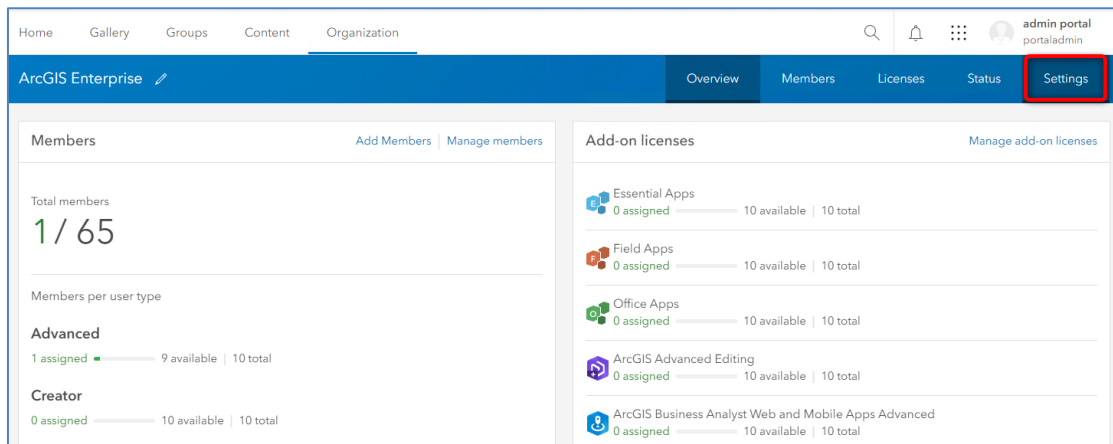 Home Gallery Groups Content Organization
admin portal
portaladmin
ArcGIS Enterprise Overview Members Licenses Status Settings
Members Add Members | Manage members
Total members
1 / 65
Members per user type
Advanced
1 assigned 9 available | 10 total
Creator
0 assigned 10 available | 10 total
Add-on licenses Manage add-on licenses
E Essential Apps
0 assigned 10 available | 10 total
F Field Apps
0 assigned 10 available | 10 total
O Office Apps
0 assigned 10 available | 10 total
ArcGIS Advanced Editing
0 assigned 10 available | 10 total
ArcGIS Business Analyst Web and Mobile Apps Advanced
0 assigned 10 available | 10 total